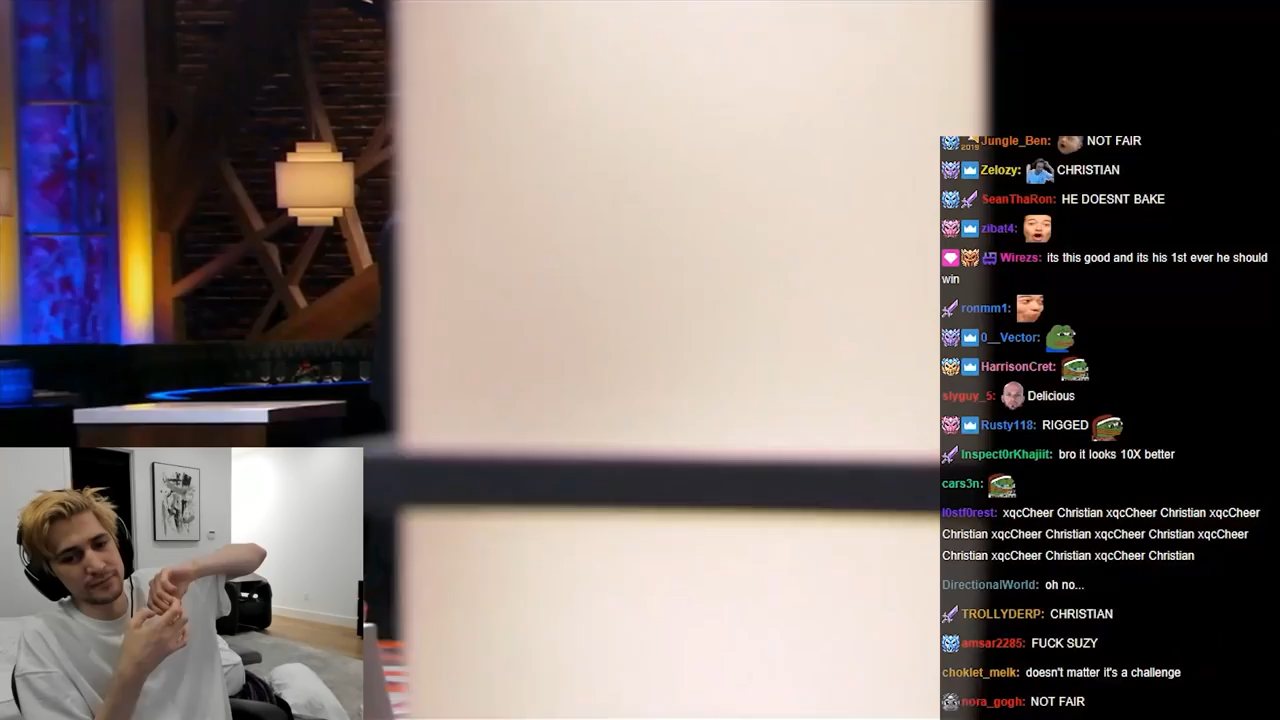 2019 Jungle_Ben: NOT FAIR
Zelozy: CHRISTIAN
SeanThaRon: HE DOESNT BAKE
zibat4:
Wirezs: its this good and its his 1st ever he should
win
ronmm1:
0__Vector:
HarrisonCret:
slyguy_5: Delicious
Rusty118: RIGGED
Inspect0rKhajiit: bro it looks 10X better
cars3n:
l0stf0rest: xqcCheer Christian xqcCheer Christian xqcCheer
Christian xqcCheer Christian xqcCheer Christian xqcCheer
Christian xqcCheer Christian xqcCheer Christian
DirectionalWorld: oh no...
TROLLYDERP: CHRISTIAN
amsar2285: FUCK SUZY
choklet_melk: doesn't matter it's a challenge
nora_gogh: NOT FAIR